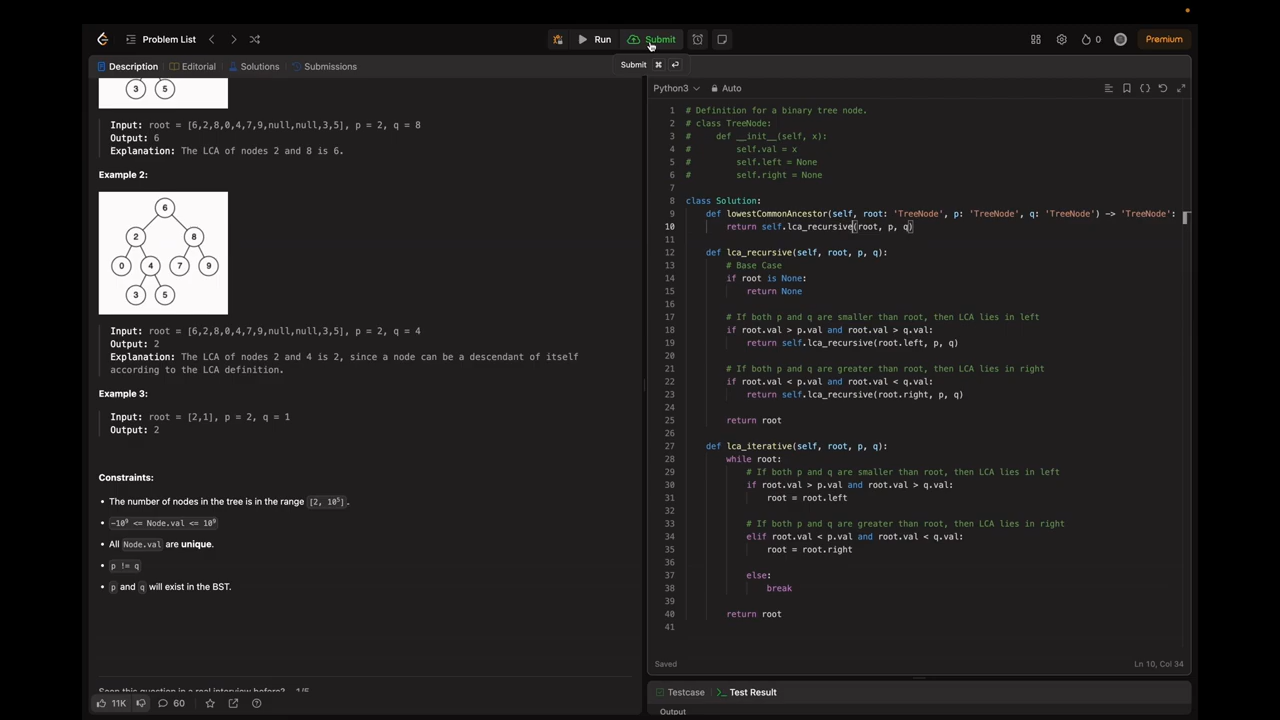 Problem List
Run
Submit
0
Premium
Submit ⌘ ↵
Description
Editorial
Solutions
Submissions
3 5
Input: root = [6,2,8,0,4,7,9,null,null,3,5], p = 2, q = 8
Output: 6
Explanation: The LCA of nodes 2 and 8 is 6.
Example 2:
6
2 8
0 4 7 9
3 5
Input: root = [6,2,8,0,4,7,9,null,null,3,5], p = 2, q = 4
Output: 2
Explanation: The LCA of nodes 2 and 4 is 2, since a node can be a descendant of itself
according to the LCA definition.
Example 3:
Input: root = [2,1], p = 2, q = 1
Output: 2
Constraints:
• The number of nodes in the tree is in the range [2, 10⁵].
• -10⁹ <= Node.val <= 10⁹
• All Node.val are unique.
• p != q
• p and q will exist in the BST.
Seen this question in a real interview before? 1/5
11K
60
Python3
Auto
1 # Definition for a binary tree node.
2 # class TreeNode:
3 #     def __init__(self, x):
4 #         self.val = x
5 #         self.left = None
6 #         self.right = None
7
8 class Solution:
9     def lowestCommonAncestor(self, root: 'TreeNode', p: 'TreeNode', q: 'TreeNode') -> 'TreeNode':
10         return self.lca_recursive(root, p, q)
11
12     def lca_recursive(self, root, p, q):
13         # Base Case
14         if root is None:
15             return None
16
17         # If both p and q are smaller than root, then LCA lies in left
18         if root.val > p.val and root.val > q.val:
19             return self.lca_recursive(root.left, p, q)
20
21         # If both p and q are greater than root, then LCA lies in right
22         if root.val < p.val and root.val < q.val:
23             return self.lca_recursive(root.right, p, q)
24
25         return root
26
27     def lca_iterative(self, root, p, q):
28         while root:
29             # If both p and q are smaller than root, then LCA lies in left
30             if root.val > p.val and root.val > q.val:
31                 root = root.left
32
33             # If both p and q are greater than root, then LCA lies in right
34             elif root.val < p.val and root.val < q.val:
35                 root = root.right
36
37             else:
38                 break
39
40         return root
41
Saved
Ln 10, Col 34
Testcase
Test Result
Output